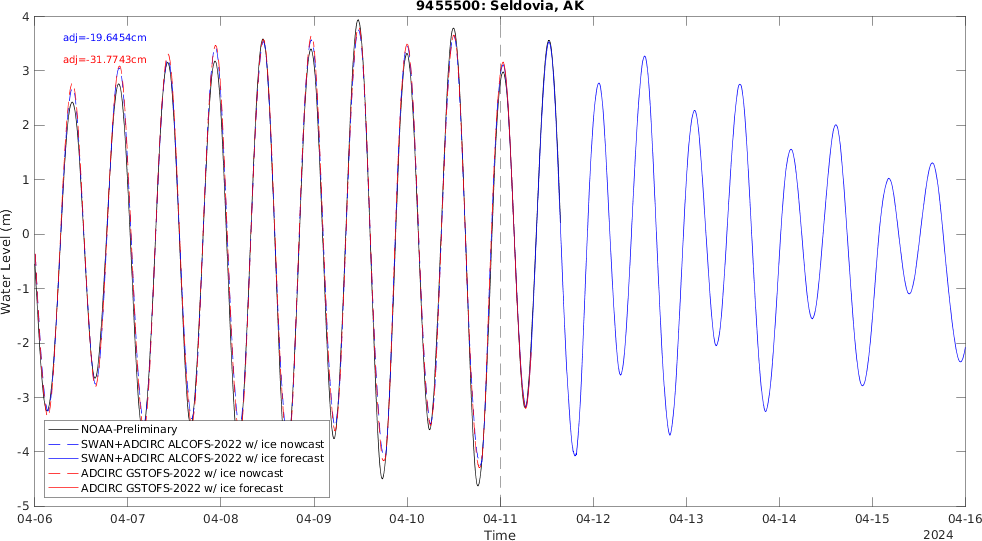 9455500: Seldovia, AK
adj=-19.6454cm
adj=-31.7743cm
4
3
2
1
0
-1
-2
-3
-4
-5
Water Level (m)
NOAA-Preliminary
SWAN+ADCIRC ALCOFS-2022 w/ ice nowcast
SWAN+ADCIRC ALCOFS-2022 w/ ice forecast
ADCIRC GSTOFS-2022 w/ ice nowcast
ADCIRC GSTOFS-2022 w/ ice forecast
04-06 04-07 04-08 04-09 04-10 04-11 04-12 04-13 04-14 04-15 04-16
Time
2024